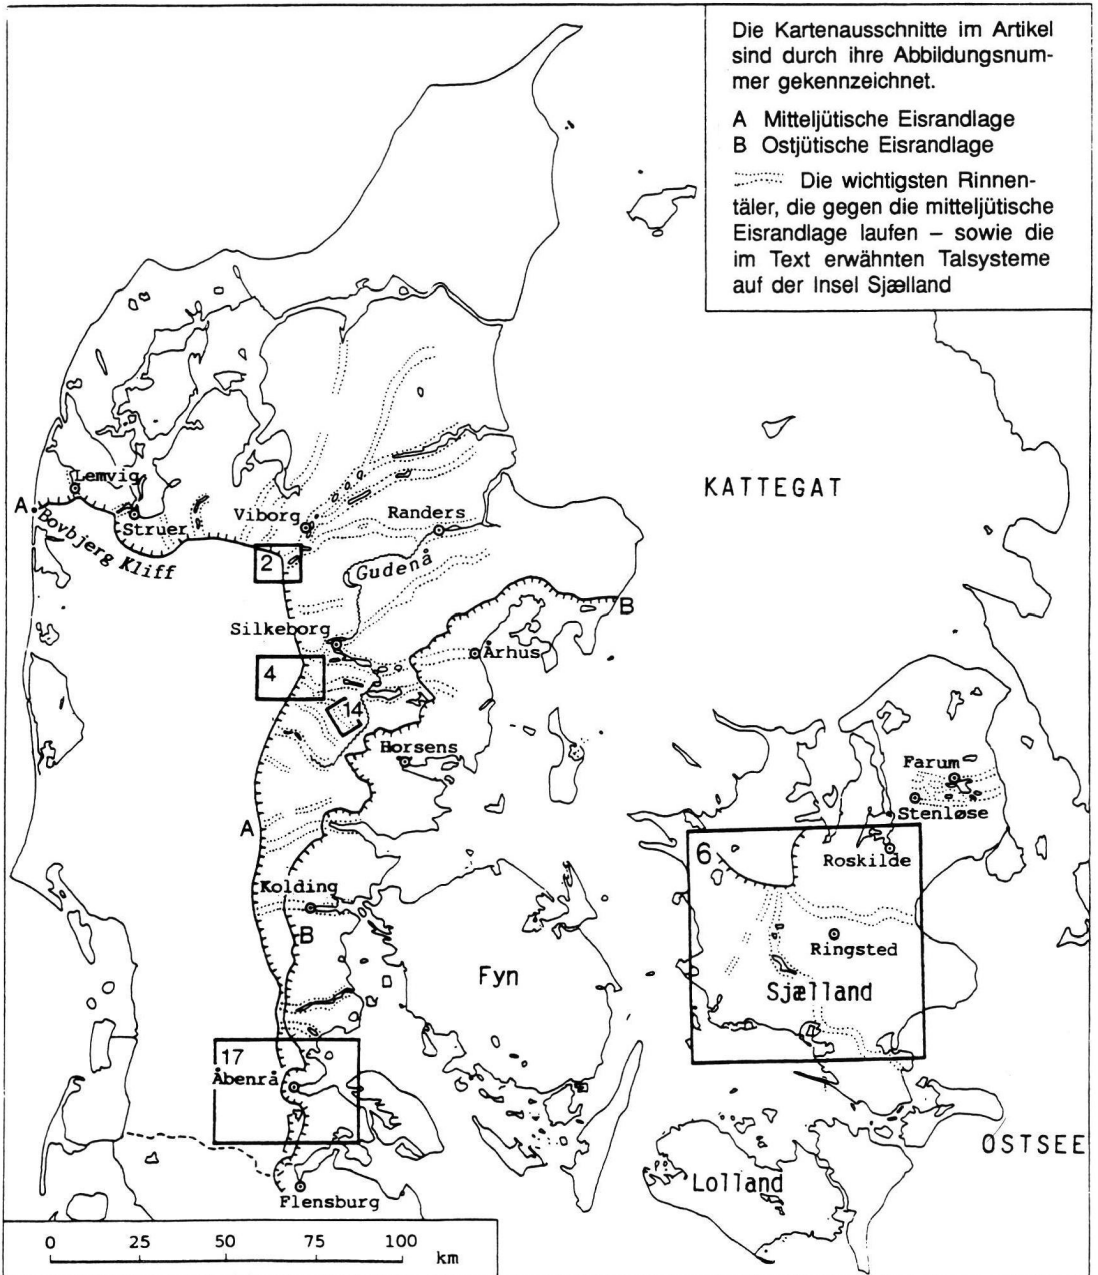 Die Kartenausschnitte im Artikel
sind durch ihre Abbildungsnum-
mer gekennzeichnet.
A Mitteljütische Eisrandlage
B Ostjütische Eisrandlage
Die wichtigsten Rinnen-
täler, die gegen die mitteljütische
Eisrandlage laufen – sowie die
im Text erwähnten Talsysteme
auf der Insel Sjælland
Lemvig
A
Bovbjerg Kliff
Struer
Viborg
Randers
KATTEGAT
2
Gudenå
B
Silkeborg
Århus
4
14
Horsens
Farum
Stenløse
A
6
Roskilde
Kolding
B
Ringsted
Fyn
Sjælland
17
Åbenrå
OSTSEE
Lolland
Flensburg
0 25 50 75 100
km